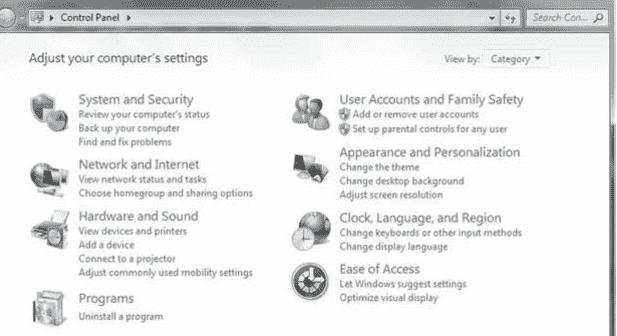 Control Panel
Search Con...
Adjust your computer's settings
View by: Category
System and Security
Review your computer's status
Back up your computer
Find and fix problems
Network and Internet
View network status and tasks
Choose homegroup and sharing options
Hardware and Sound
View devices and printers
Add a device
Connect to a projector
Adjust commonly used mobility settings
Programs
Uninstall a program
User Accounts and Family Safety
Add or remove user accounts
Set up parental controls for any user
Appearance and Personalization
Change the theme
Change desktop background
Adjust screen resolution
Clock, Language, and Region
Change keyboards or other input methods
Change display language
Ease of Access
Let Windows suggest settings
Optimize visual display